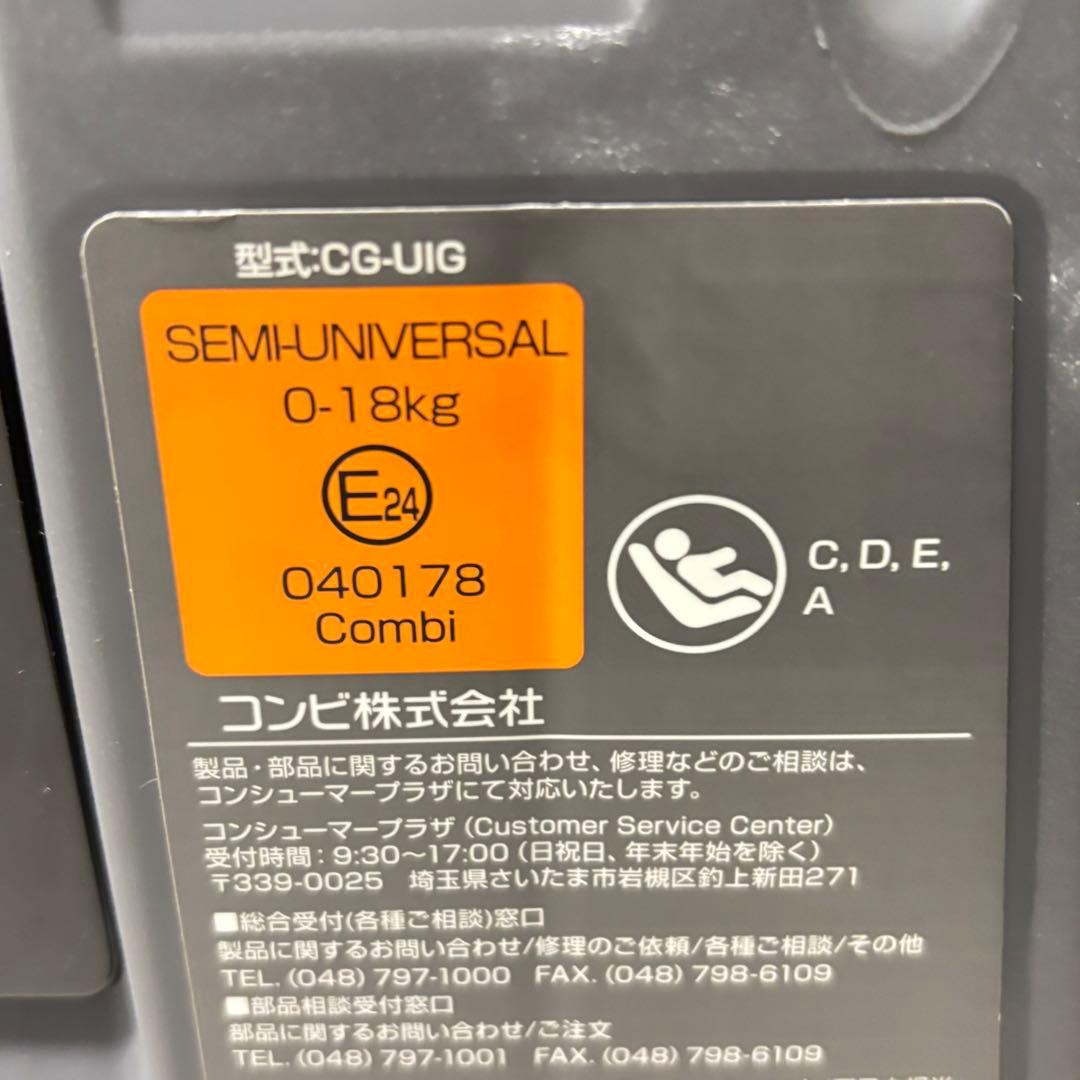 型式:CG-UIG
SEMI-UNIVERSAL
0-18kg
E24
040178
Combi
C, D, E,
A
コンビ株式会社
製品・部品に関するお問い合わせ、修理などのご相談は、
コンシューマープラザにて対応いたします。
コンシューマープラザ (Customer Service Center)
受付時間：9:30～17:00 (日祝日、年末年始を除く)
〒339-0025 埼玉県さいたま市岩槻区釣上新田271
■総合受付(各種ご相談)窓口
製品に関するお問い合わせ/修理のご依頼/各種ご相談/その他
TEL. (048) 797-1000 FAX. (048) 798-6109
■部品相談受付窓口
部品に関するお問い合わせ/ご注文
TEL. (048) 797-1001 FAX. (048) 798-6109